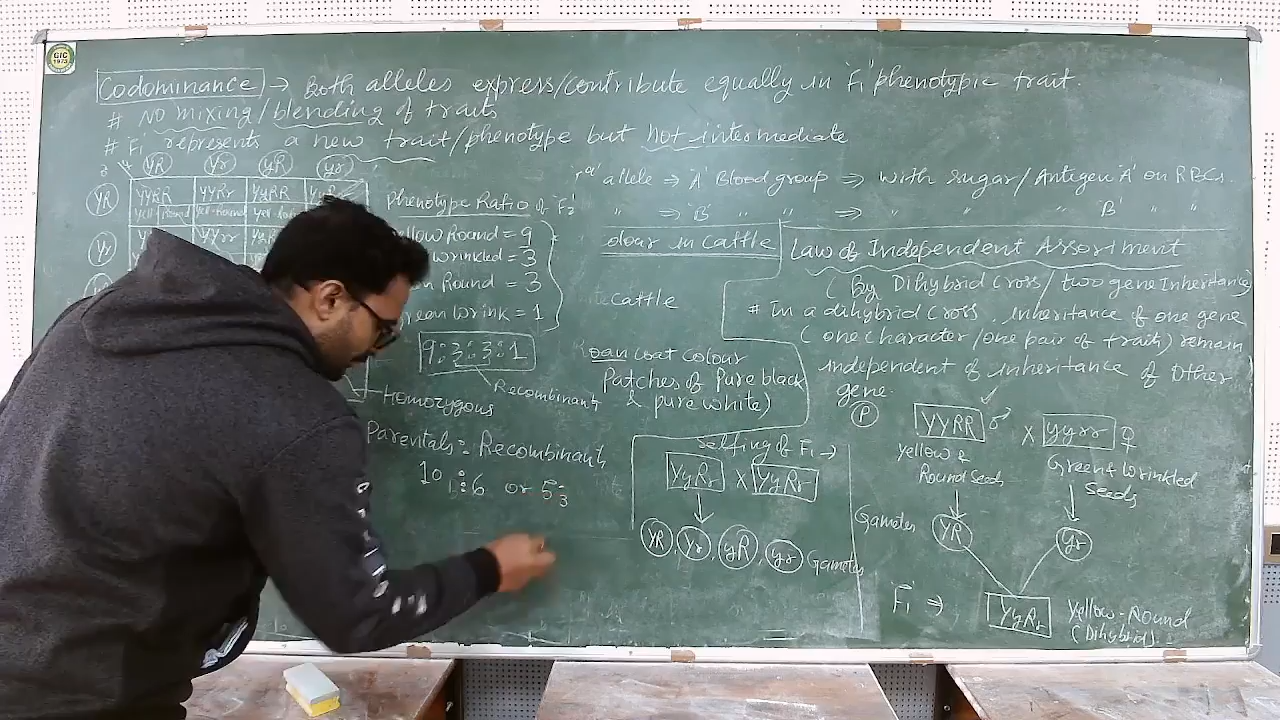 GIC
1973
Codominance → Both alleles express/contribute equally in 'F1' phenotypic trait.
# No mixing/blending of traits
# F1 represents a new trait/phenotype but not intermediate
YR Yr yR yr
YR YYRR YYRr YyRR
Yell-Round
Yr YYrr
Phenotype Ratio of 'F2'
Yellow Round = 9
Wrinkled = 3
Round = 3
Green Wrink = 1
9:3:3:1
Recombinant
Homozygous
Parentals = Recombinant
10 : 6 or 5:3
allele ⇒ 'A' Blood group ⇒ with sugar/Antigen 'A' on RBCs.
" ⇒ 'B' " " ⇒ " " " 'B' " "
olour in Cattle
cattle
Roan coat colour
Patches of Pure black
& pure white)
Law of Independent Assortment
(By Dihybrid Cross/two gene Inheritance)
# In a dihybrid cross, inheritance of one gene
(one character/one pair of traits) remain
independent of inheritance of other
gene.
P YYRR ♂ X yyrr ♀
Yellow & Round seeds
Green & Wrinkled seeds
Gametes YR yr
F1 ⇒ YyRr Yellow-Round
(Dihybrid)
Selfing of F1 →
YyRr X YyRr
YR, Yr, yR, yr Gametes